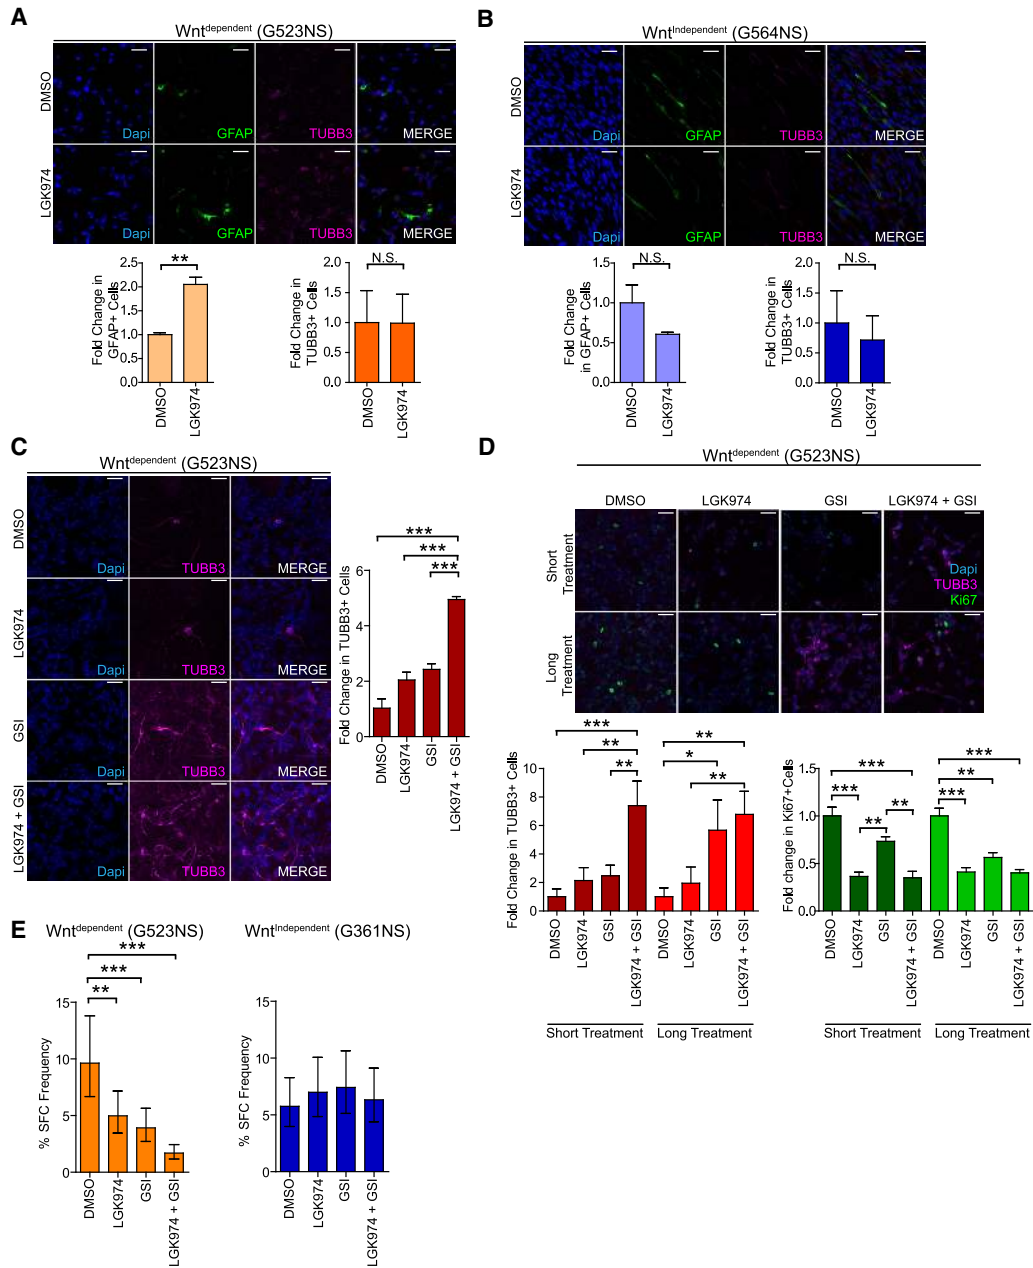 A
Wnt^dependent (G523NS)
DMSO
Dapi
GFAP
TUBB3
MERGE
LGK974
Dapi
GFAP
TUBB3
MERGE
Fold Change in
GFAP+ Cells
2.5
2.0
1.5
1.0
0.5
0.0
**
DMSO
LGK974
Fold Change in
TUBB3+ Cells
2.0
1.5
1.0
0.5
0.0
N.S.
DMSO
LGK974
B
Wnt^Independent (G564NS)
DMSO
Dapi
GFAP
TUBB3
MERGE
LGK974
Dapi
GFAP
TUBB3
MERGE
Fold Change
in GFAP+ Cells
1.5
1.0
0.5
0.0
N.S.
DMSO
LGK974
Fold Change in
TUBB3+ Cells
2.0
1.5
1.0
0.5
0.0
N.S.
DMSO
LGK974
C
Wnt^dependent (G523NS)
DMSO
Dapi
TUBB3
MERGE
LGK974
Dapi
TUBB3
MERGE
GSI
Dapi
TUBB3
MERGE
LGK974 + GSI
Dapi
TUBB3
MERGE
Fold Change in TUBB3+ Cells
6
4
2
0
***
***
***
DMSO
LGK974
GSI
LGK974 + GSI
D
Wnt^dependent (G523NS)
DMSO
LGK974
GSI
LGK974 + GSI
Short
Treatment
Dapi
TUBB3
Ki67
Long
Treatment
Fold Change in TUBB3+ Cells
10
8
6
4
2
0
***
**
**
**
*
**
DMSO
LGK974
GSI
LGK974 + GSI
DMSO
LGK974
GSI
LGK974 + GSI
Short Treatment
Long Treatment
Fold change in Ki67+Cells
1.5
1.0
0.5
0.0
***
***
**
**
***
**
***
DMSO
LGK974
GSI
LGK974 + GSI
DMSO
LGK974
GSI
LGK974 + GSI
Short Treatment
Long Treatment
E
Wnt^dependent (G523NS)
% SFC Frequency
15
10
5
0
***
***
**
DMSO
LGK974
GSI
LGK974 + GSI
Wnt^Independent (G361NS)
% SFC Frequency
15
10
5
0
DMSO
LGK974
GSI
LGK974 + GSI